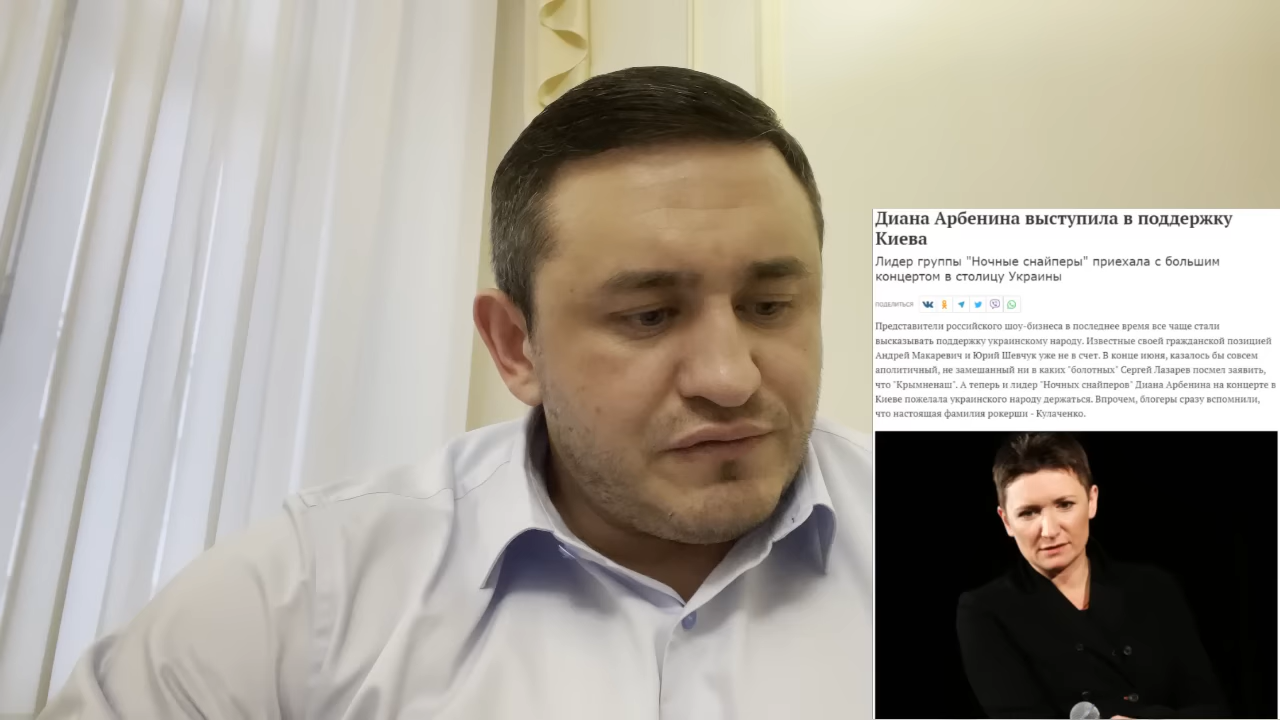 Диана Арбенина выступила в поддержку
Киева
Лидер группы "Ночные снайперы" приехала с большим
концертом в столицу Украины
ПОДЕЛИТЬСЯ
Представители российского шоу-бизнеса в последнее время все чаще стали
высказывать поддержку украинскому народу. Известные своей гражданской позицией
Андрей Макаревич и Юрий Шевчук уже не в счет. В конце июня, казалось бы совсем
аполитичный, не замешанный ни в каких "болотных" Сергей Лазарев посмел заявить,
что "Крымненаш". А теперь и лидер "Ночных снайперов" Диана Арбенина на концерте в
Киеве пожелала украинского народу держаться. Впрочем, блогеры сразу вспомнили,
что настоящая фамилия рокерши - Кулаченко.